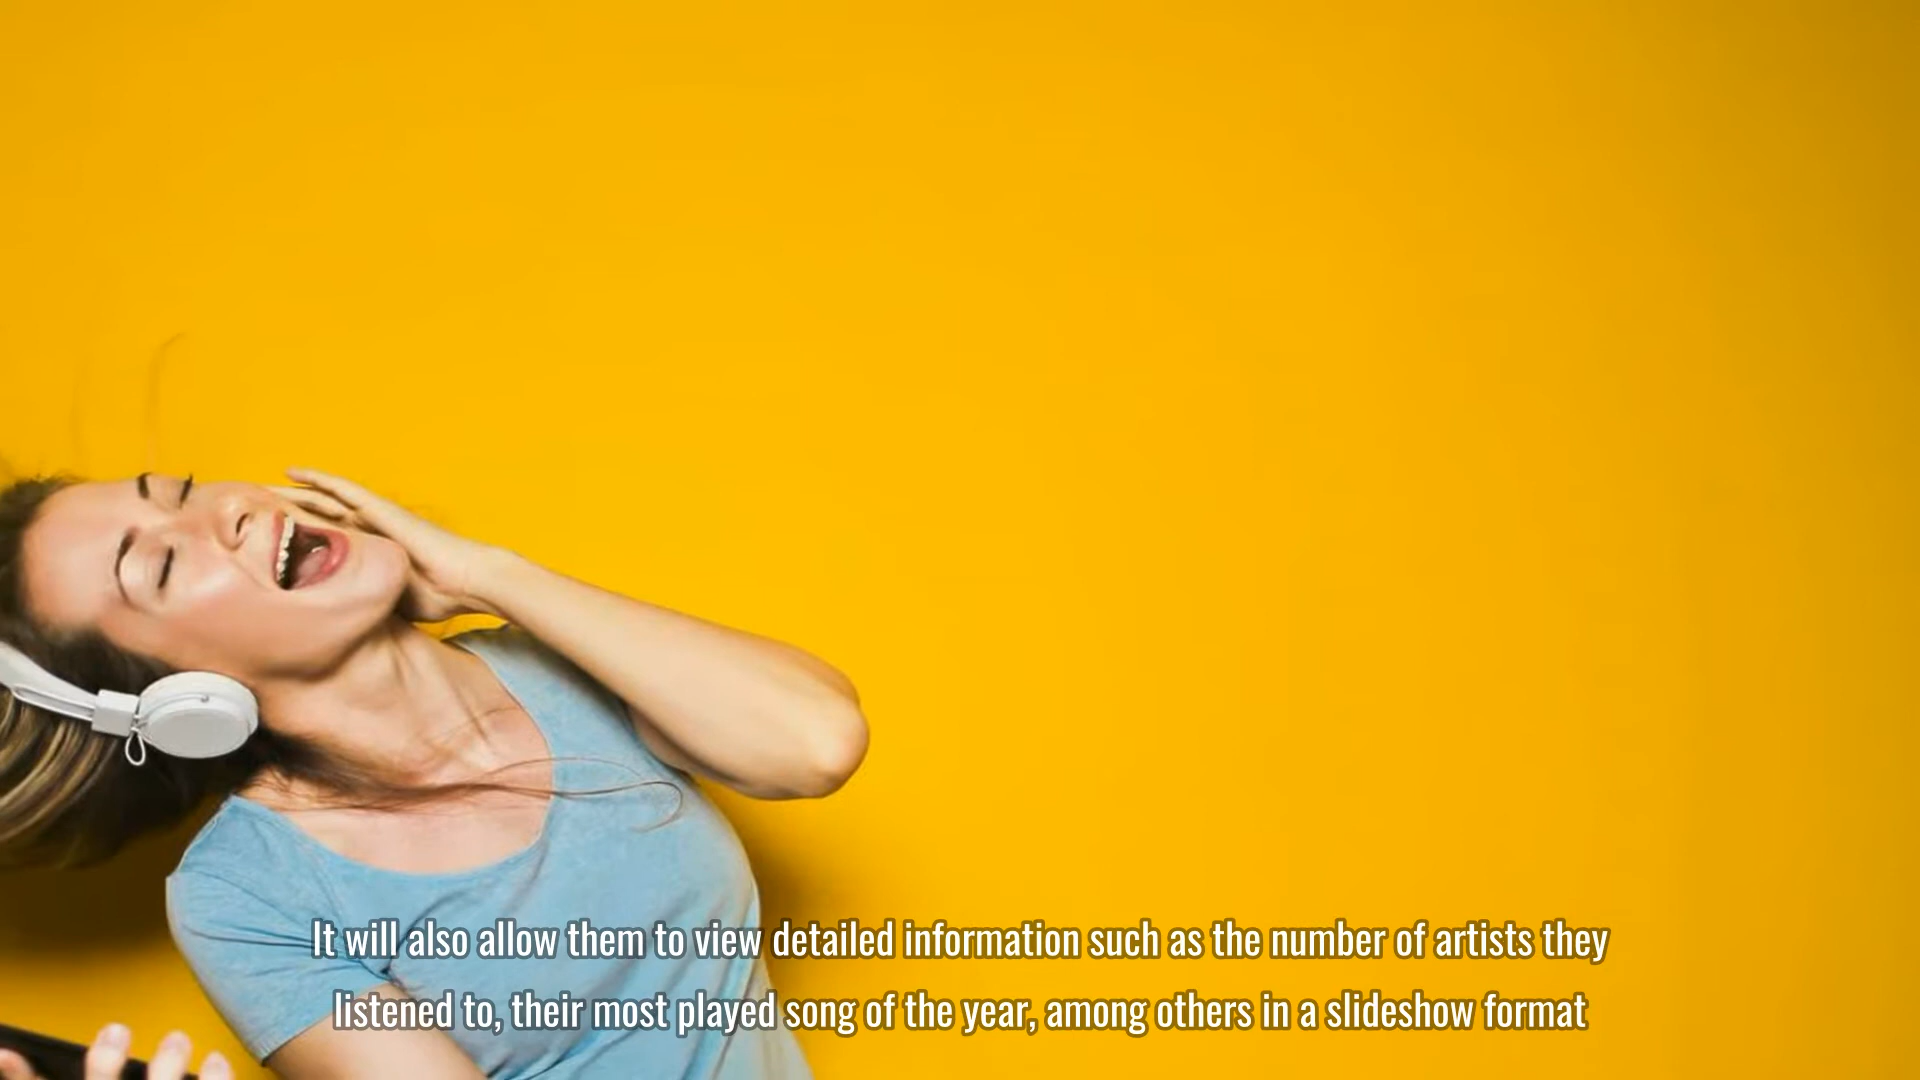 It will also allow them to view detailed information such as the number of artists they
listened to, their most played song of the year, among others in a slideshow format